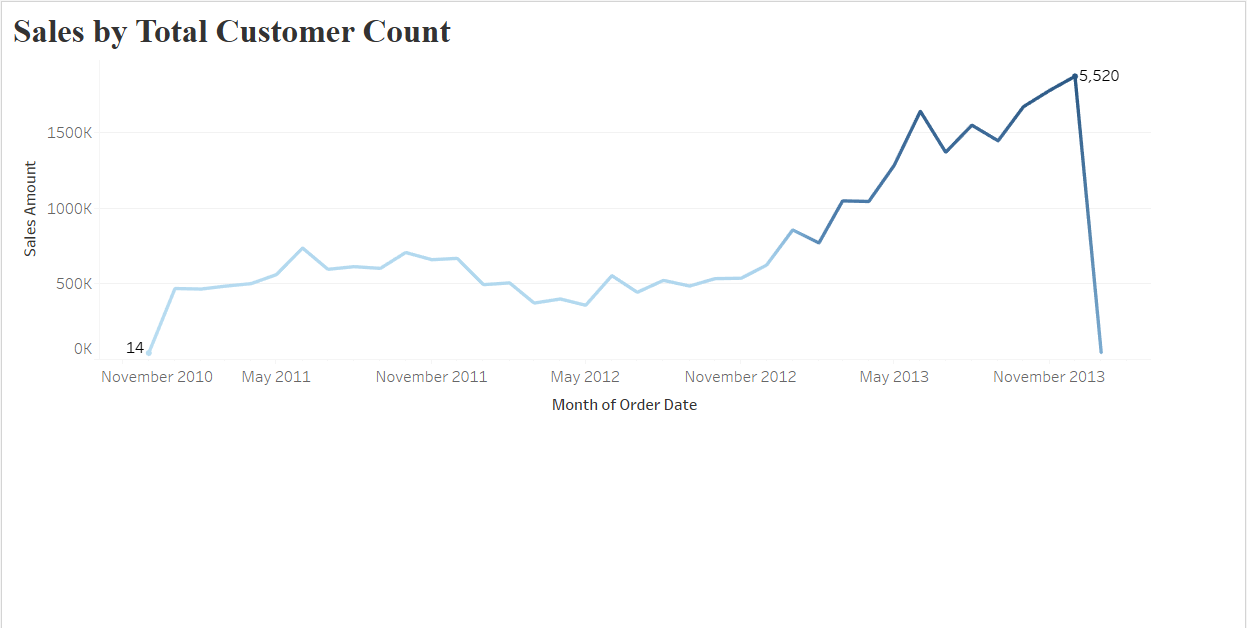 Sales by Total Customer Count
5,520
1500K
1000K
500K
0K
Sales Amount
14
November 2010 May 2011 November 2011 May 2012 November 2012 May 2013 November 2013
Month of Order Date